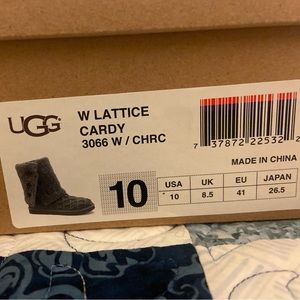 UGG
W LATTICE
CARDY
3066 W / CHRC
7 37872 22532 2
MADE IN CHINA
10
USA UK EU JAPAN
10 8.5 41 26.5